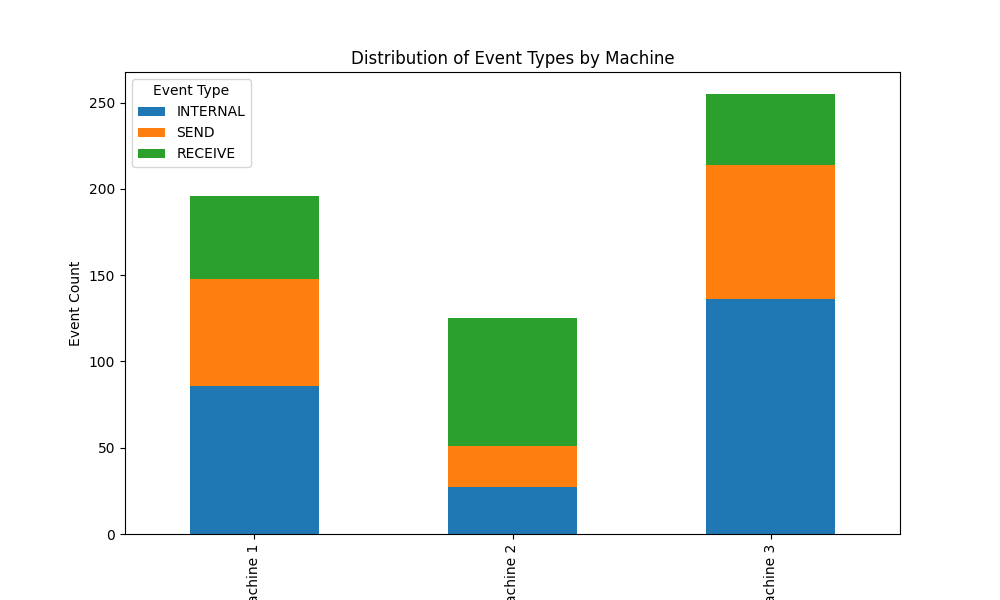 Distribution of Event Types by Machine
Event Type
INTERNAL
SEND
RECEIVE
Event Count
250
200
150
100
50
0
achine 1
achine 2
achine 3